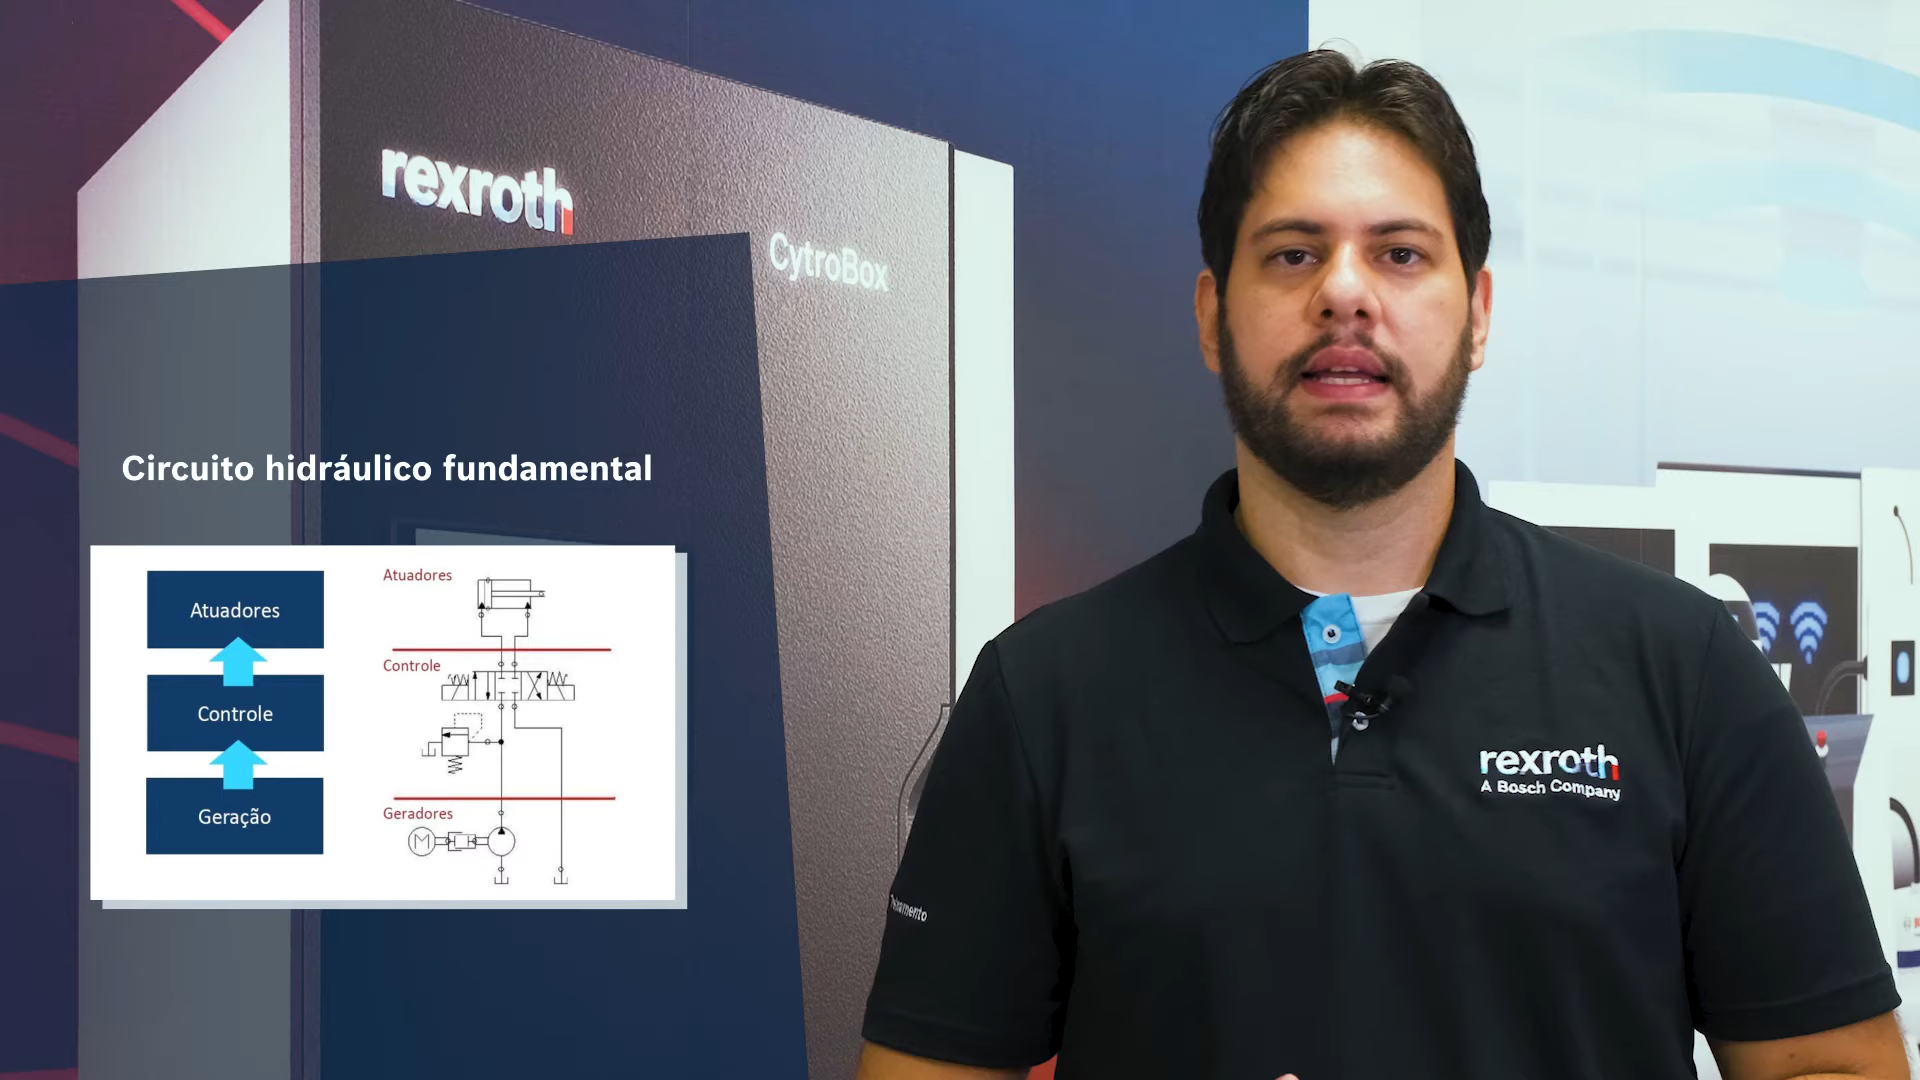 rexroth
CytroBox
Circuito hidráulico fundamental
Atuadores
Controle
Geração
Atuadores
Controle
Geradores
M
rexroth
A Bosch Company